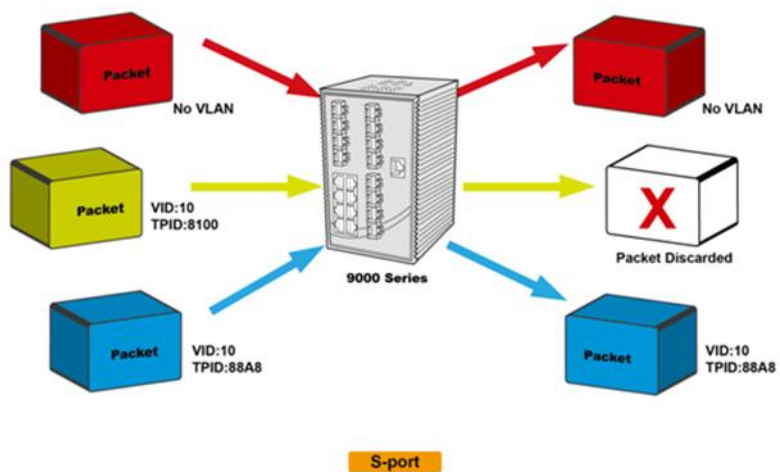 Packet
No VLAN
Packet
No VLAN
Packet
VID:10
TPID:8100
X
Packet Discarded
9000 Series
Packet
VID:10
TPID:88A8
Packet
VID:10
TPID:88A8
S-port